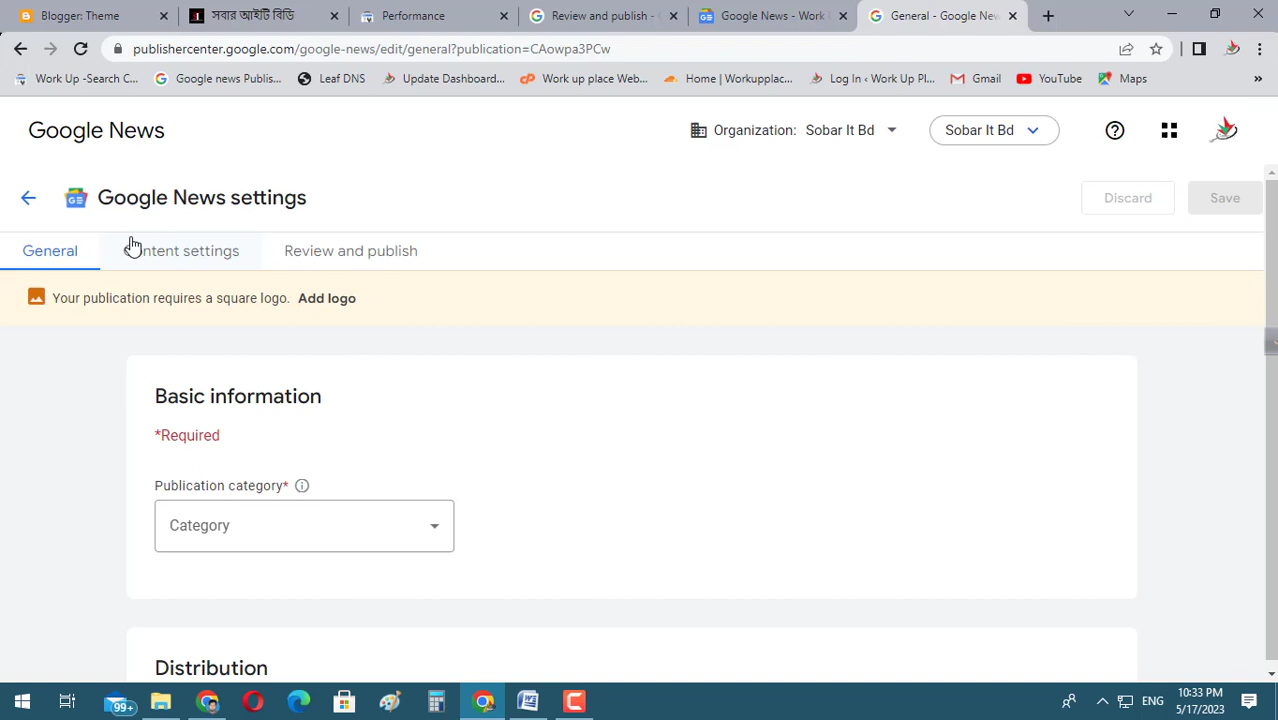 Blogger: Theme
সবার আইটি বিডি
Performance
Review and publish -
Google News - Work
General - Google New
publishercenter.google.com/google-news/edit/general?publication=CAowpa3PCw
Work Up -Search C...
Google news Publis...
Leaf DNS
Update Dashboard...
Work up place Web...
Home | Workupplac...
Log In ‹ Work Up Pl...
Gmail
YouTube
Maps
»
Google News
Organization: Sobar It Bd
Sobar It Bd
Google News settings
Discard
Save
General
ntent settings
Review and publish
Your publication requires a square logo. Add logo
Basic information
*Required
Publication category*
Category
Distribution
99+
ENG
10:33 PM
5/17/2023